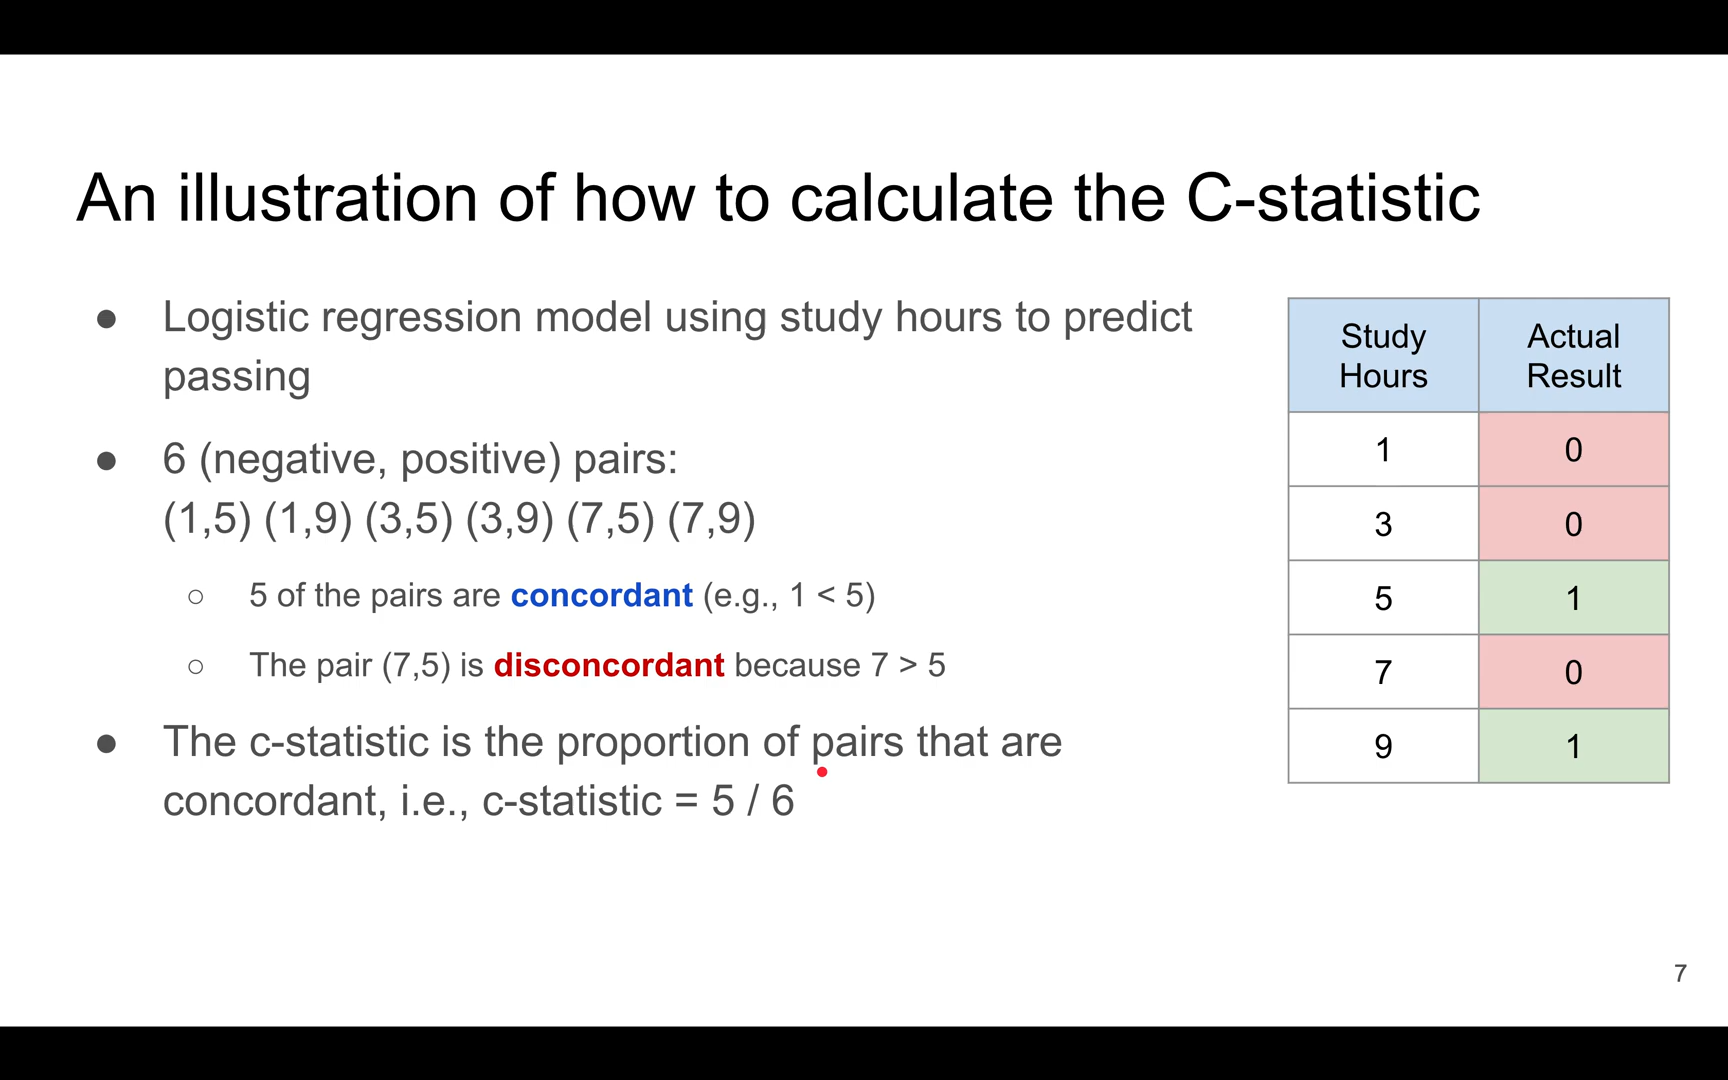 An illustration of how to calculate the C-statistic
● Logistic regression model using study hours to predict
passing
● 6 (negative, positive) pairs:
(1,5) (1,9) (3,5) (3,9) (7,5) (7,9)
○ 5 of the pairs are concordant (e.g., 1 < 5)
○ The pair (7,5) is disconcordant because 7 > 5
● The c-statistic is the proportion of pairs that are
concordant, i.e., c-statistic = 5 / 6
Study Hours Actual Result
1 0
3 0
5 1
7 0
9 1
7